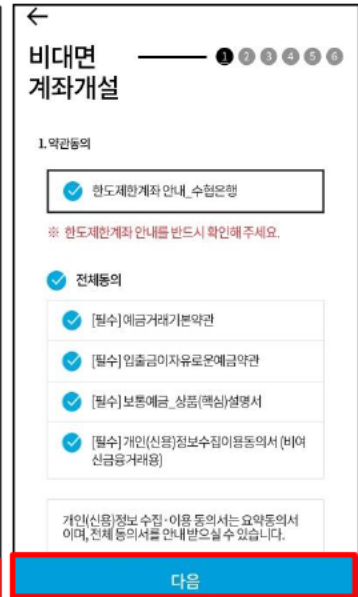 비대면
계좌개설
1 2 3 4 5 6
1. 약관동의
한도제한계좌 안내_수협은행
※ 한도제한계좌 안내를 반드시 확인해 주세요.
전체동의
[필수] 예금거래기본약관
[필수] 입출금이자유로운예금약관
[필수] 보통예금_상품(핵심)설명서
[필수] 개인(신용)정보수집이용동의서 (비여
신금융거래용)
개인(신용)정보 수집·이용 동의서는 요약동의서
이며, 전체 동의서를 안내 받으실 수 있습니다.
다음